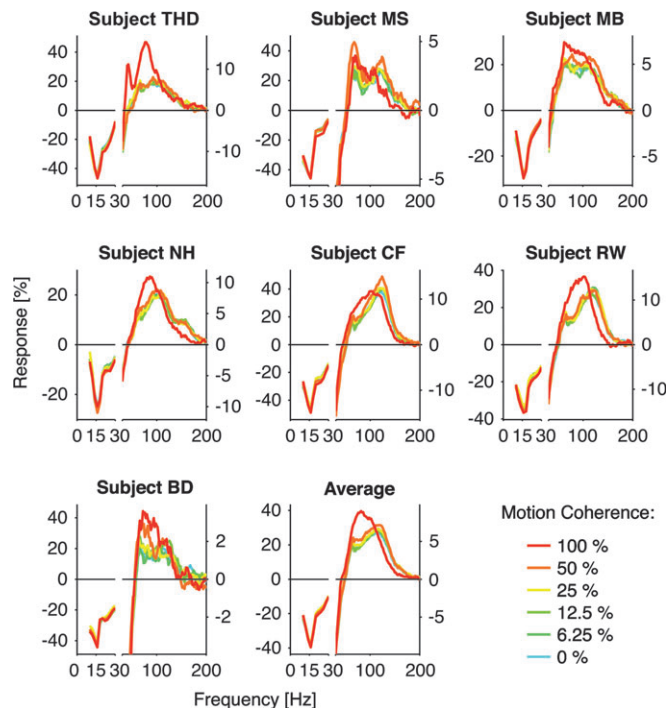 Subject THD Subject MS Subject MB
40 20 0 -20 -40 10 0 -10 0 15 30 200
40 20 0 -20 -40 5 0 -5 0 15 30 100 200
20 0 -20 5 0 -5 0 15 30 100 200
Subject NH Subject CF Subject RW
Response [%]
20 0 -20 10 5 0 -5 -10 0 15 30 100 200
40 20 0 -20 -40 10 0 -10 0 15 30 100 200
40 20 0 -20 -40 10 0 -10 0 15 30 100 200
Subject BD Average
40 20 0 -20 -40 2 0 -2 0 15 30 100 200
40 20 0 -20 -40 5 0 -5 0 15 30 100 200
Motion Coherence:
100 %
50 %
25 %
12.5 %
6.25 %
0 %
Frequency [Hz]